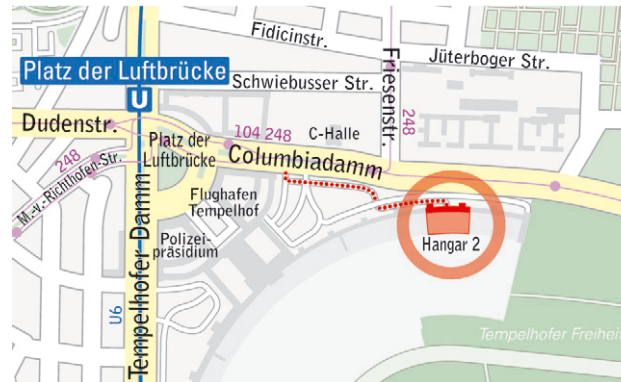 Fidicinstr.
Jüterboger Str.
Platz der Luftbrücke
Schwiebusser Str.
Friesenstr.
U
248
Dudenstr.
104 248
C-Halle
Platz der
Luftbrücke
Columbiadamm
248
M.-v.-Richthofen-Str.
Flughafen
Tempelhof
Tempelhofer Damm
Polizei-
präsidium
Hangar 2
U6
Tempelhofer Freiheit